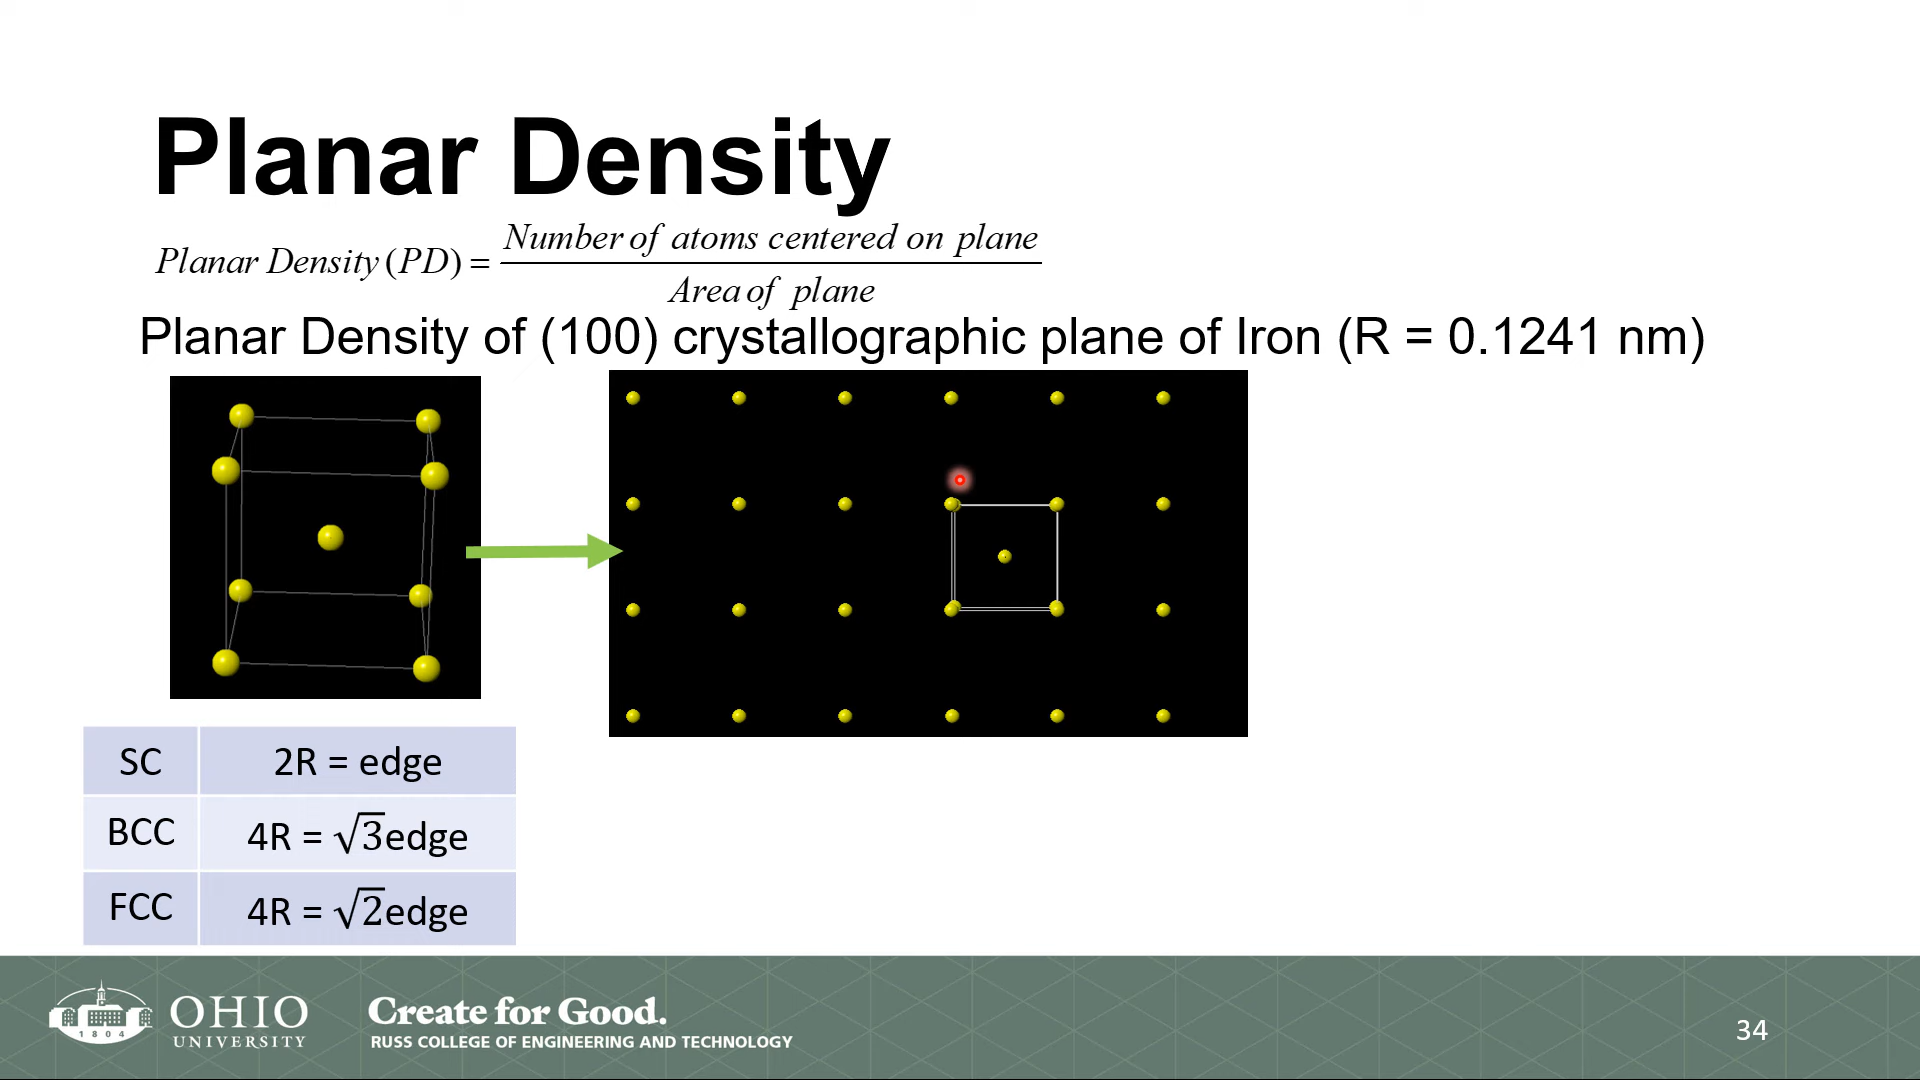 Planar Density
Planar Density (PD) = Number of atoms centered on plane / Area of plane
Planar Density of (100) crystallographic plane of Iron (R = 0.1241 nm)
SC 2R = edge
BCC 4R = √3edge
FCC 4R = √2edge
1804
OHIO
UNIVERSITY
Create for Good.
RUSS COLLEGE OF ENGINEERING AND TECHNOLOGY
34